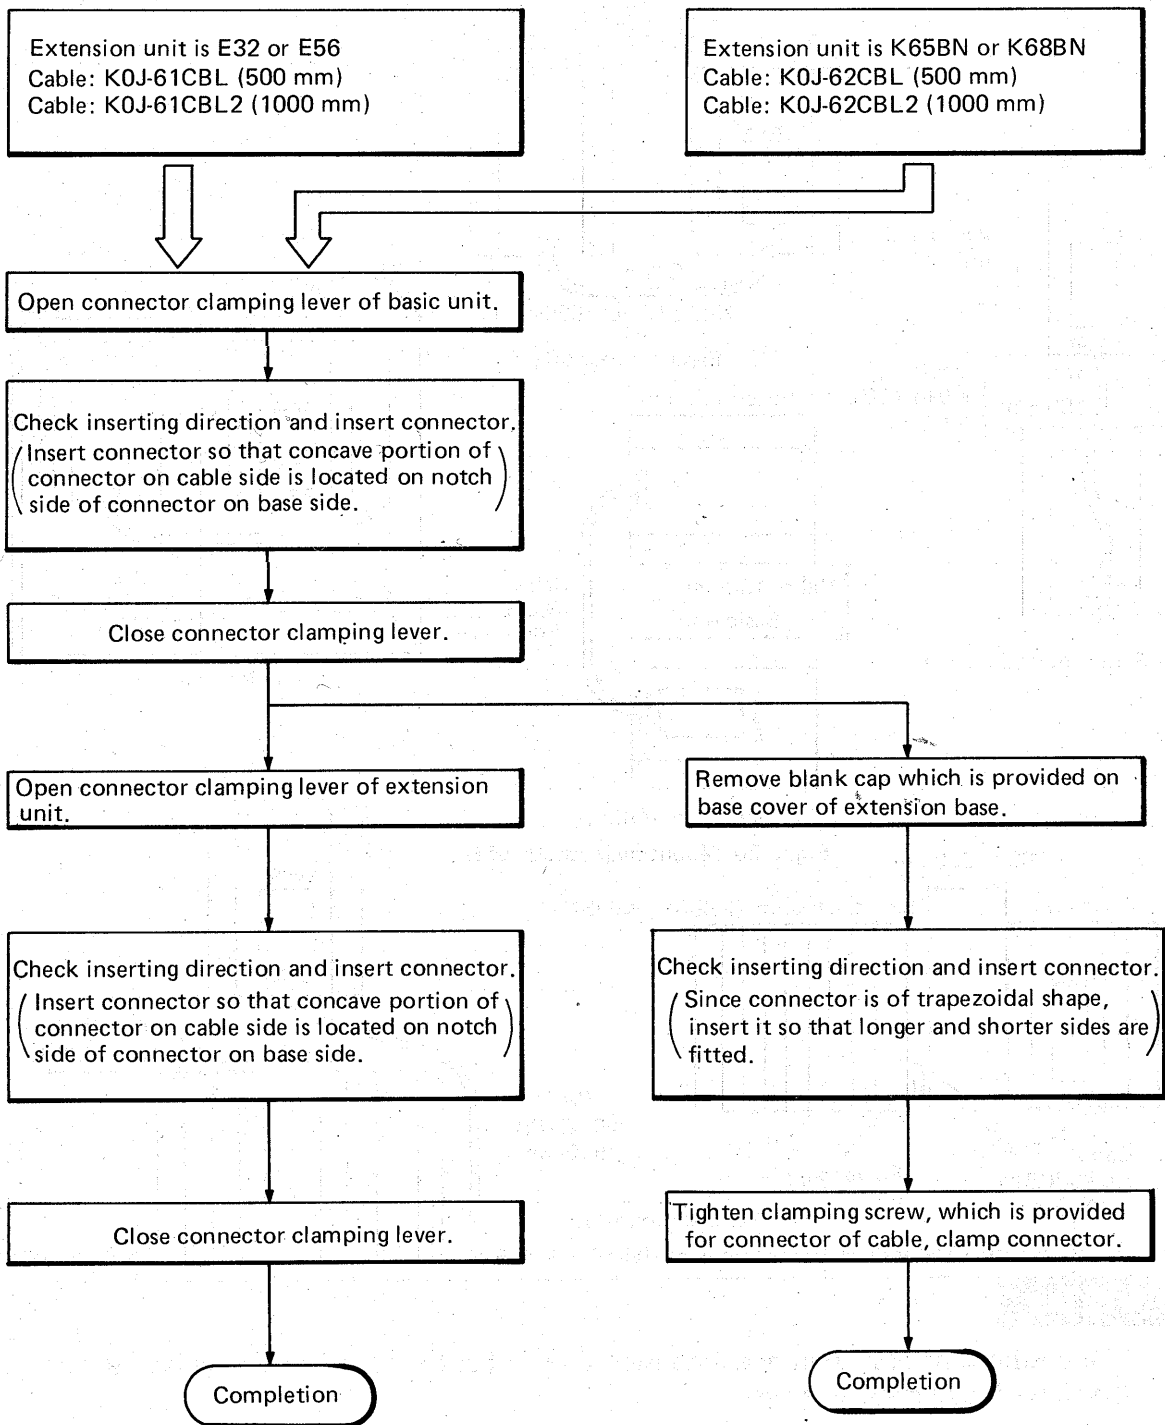 Extension unit is E32 or E56
Cable: K0J-61CBL (500 mm)
Cable: K0J-61CBL2 (1000 mm)
Extension unit is K65BN or K68BN
Cable: K0J-62CBL (500 mm)
Cable: K0J-62CBL2 (1000 mm)
Open connector clamping lever of basic unit.
Check inserting direction and insert connector.
(Insert connector so that concave portion of
connector on cable side is located on notch
side of connector on base side.)
Close connector clamping lever.
Open connector clamping lever of extension
unit.
Remove blank cap which is provided on
base cover of extension base.
Check inserting direction and insert connector.
(Insert connector so that concave portion of
connector on cable side is located on notch
side of connector on base side.)
Check inserting direction and insert connector.
(Since connector is of trapezoidal shape,
insert it so that longer and shorter sides are
fitted.)
Close connector clamping lever.
Tighten clamping screw, which is provided
for connector of cable, clamp connector.
Completion
Completion